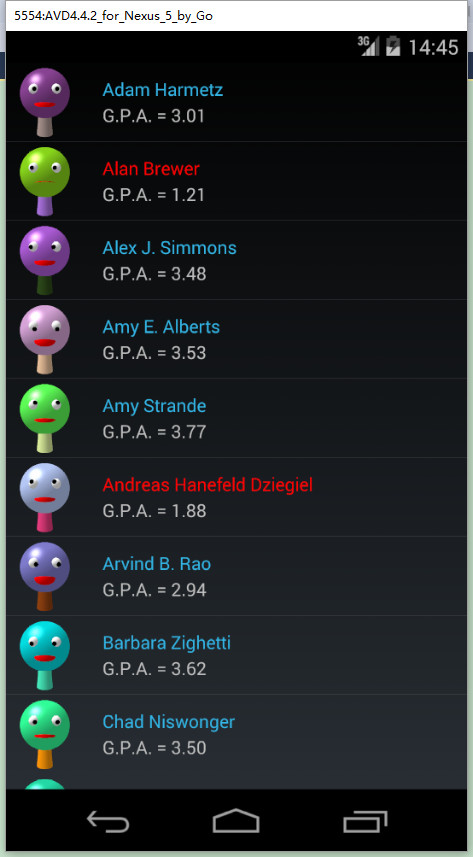 5554:AVD4.4.2_for_Nexus_5_by_Go
3G 14:45
Adam Harmetz
G.P.A. = 3.01
Alan Brewer
G.P.A. = 1.21
Alex J. Simmons
G.P.A. = 3.48
Amy E. Alberts
G.P.A. = 3.53
Amy Strande
G.P.A. = 3.77
Andreas Hanefeld Dziegiel
G.P.A. = 1.88
Arvind B. Rao
G.P.A. = 2.94
Barbara Zighetti
G.P.A. = 3.62
Chad Niswonger
G.P.A. = 3.50